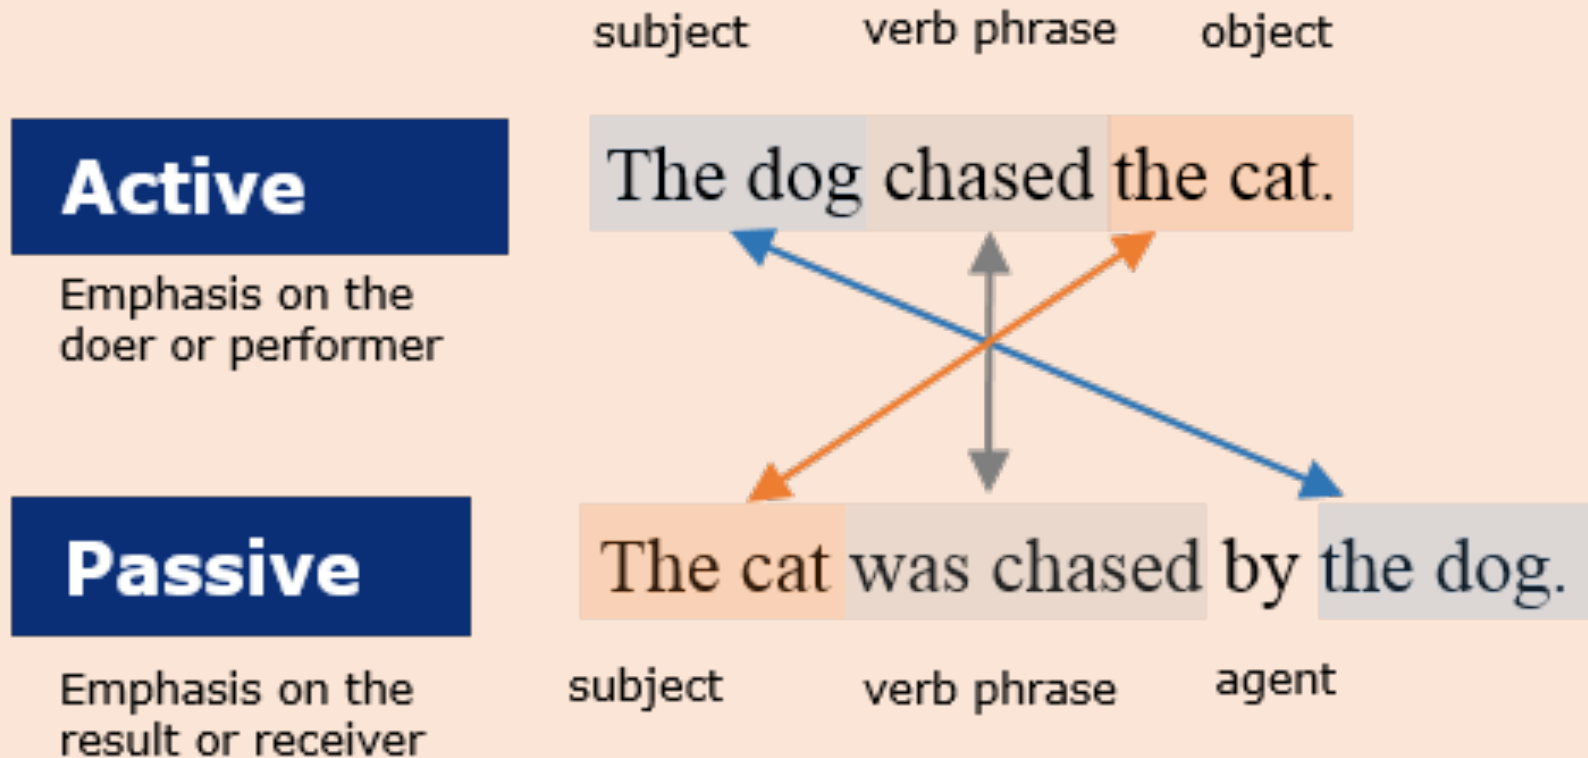 subject verb phrase object
Active
The dog chased the cat.
Emphasis on the
doer or performer
Passive
The cat was chased by the dog.
subject verb phrase agent
Emphasis on the
result or receiver